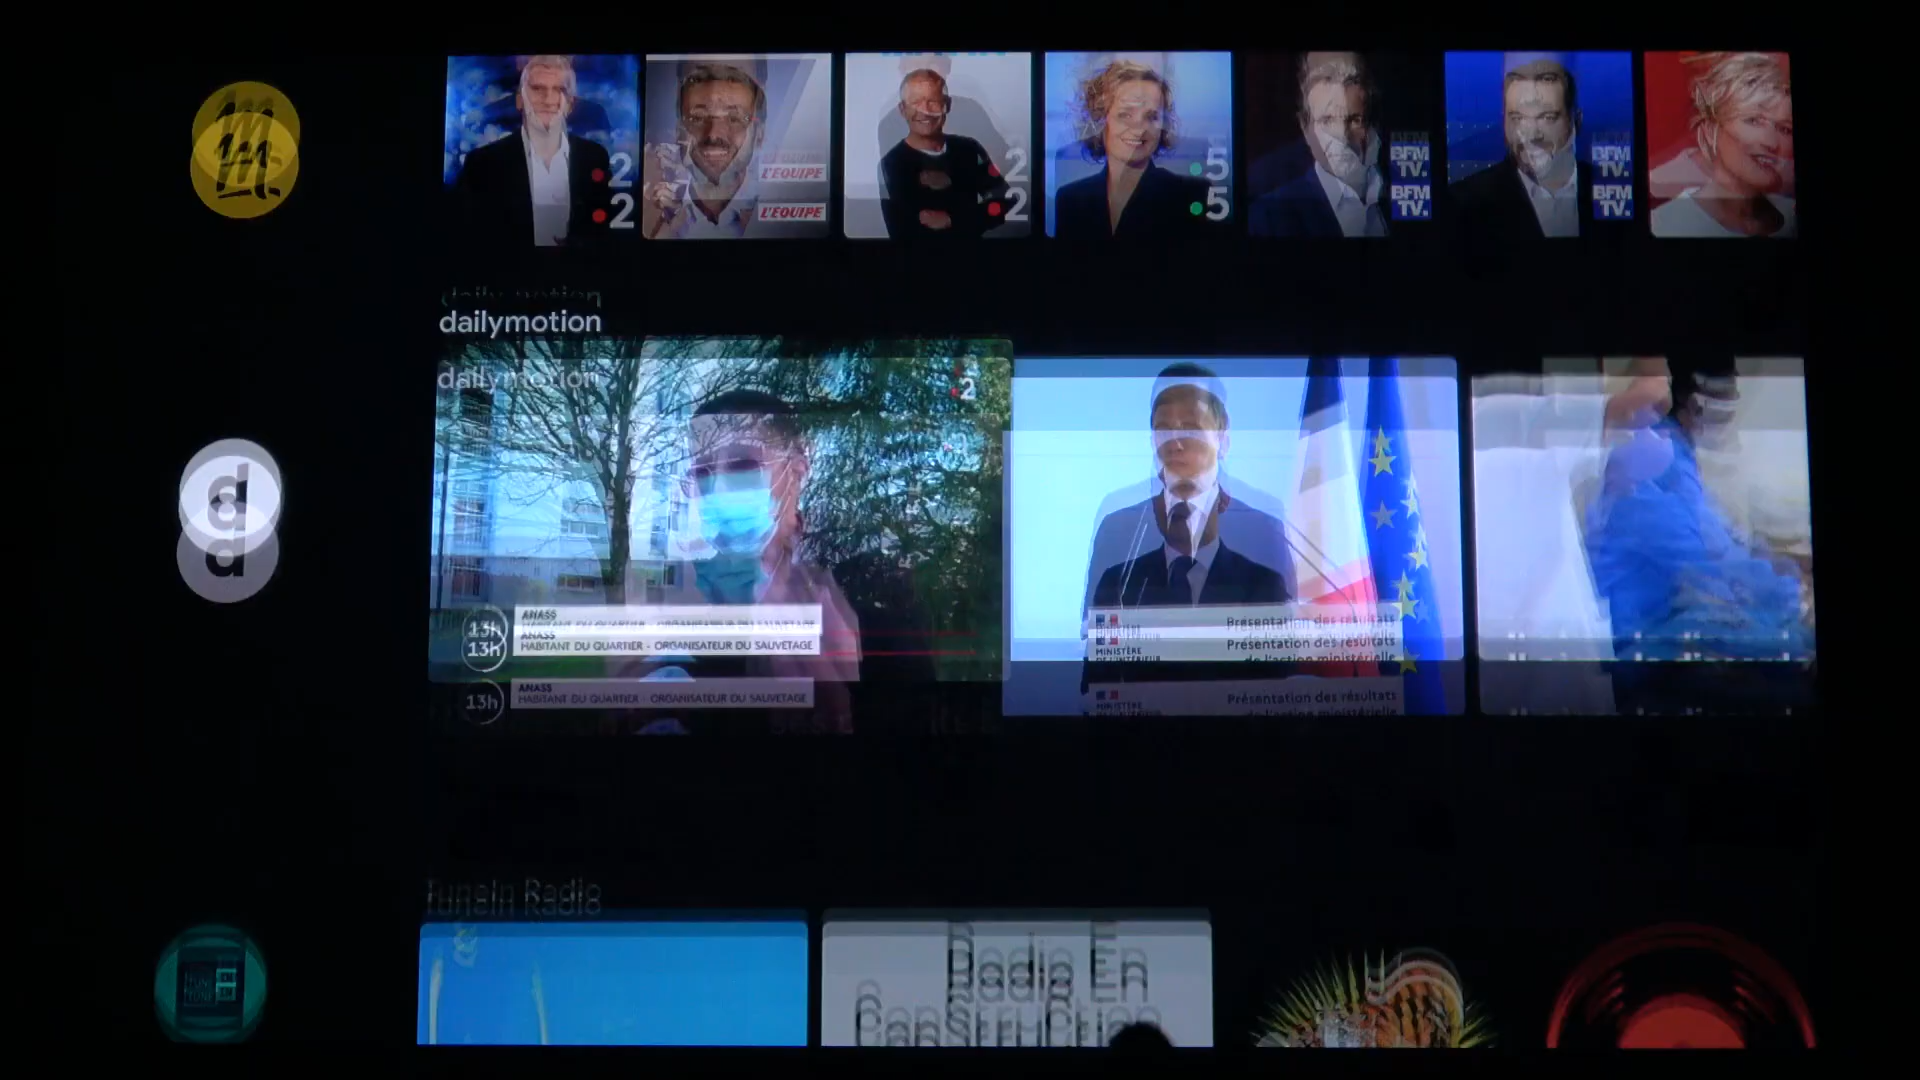 2
2
L'ÉQUIPE
L'ÉQUIPE
2
2
5
5
BFM
TV.
BFM
TV.
BFM
TV.
BFM
TV.
dailymotion
dailymotion
dailymotion
2
d
d
ANASS
HABITANT DU QUARTIER - ORGANISATEUR DU SAUVETAGE
13h
ANASS
13h
HABITANT DU QUARTIER - ORGANISATEUR DU SAUVETAGE
ANASS
13h
HABITANT DU QUARTIER - ORGANISATEUR DU SAUVETAGE
Présentation des résultats
Présentation des résultats
MINISTÈRE
DE L'INTÉRIEUR
de l'action ministérielle
Présentation des résultats
MINISTÈRE
de l'action ministérielle
TuneIn Radio
Radio En
Construction